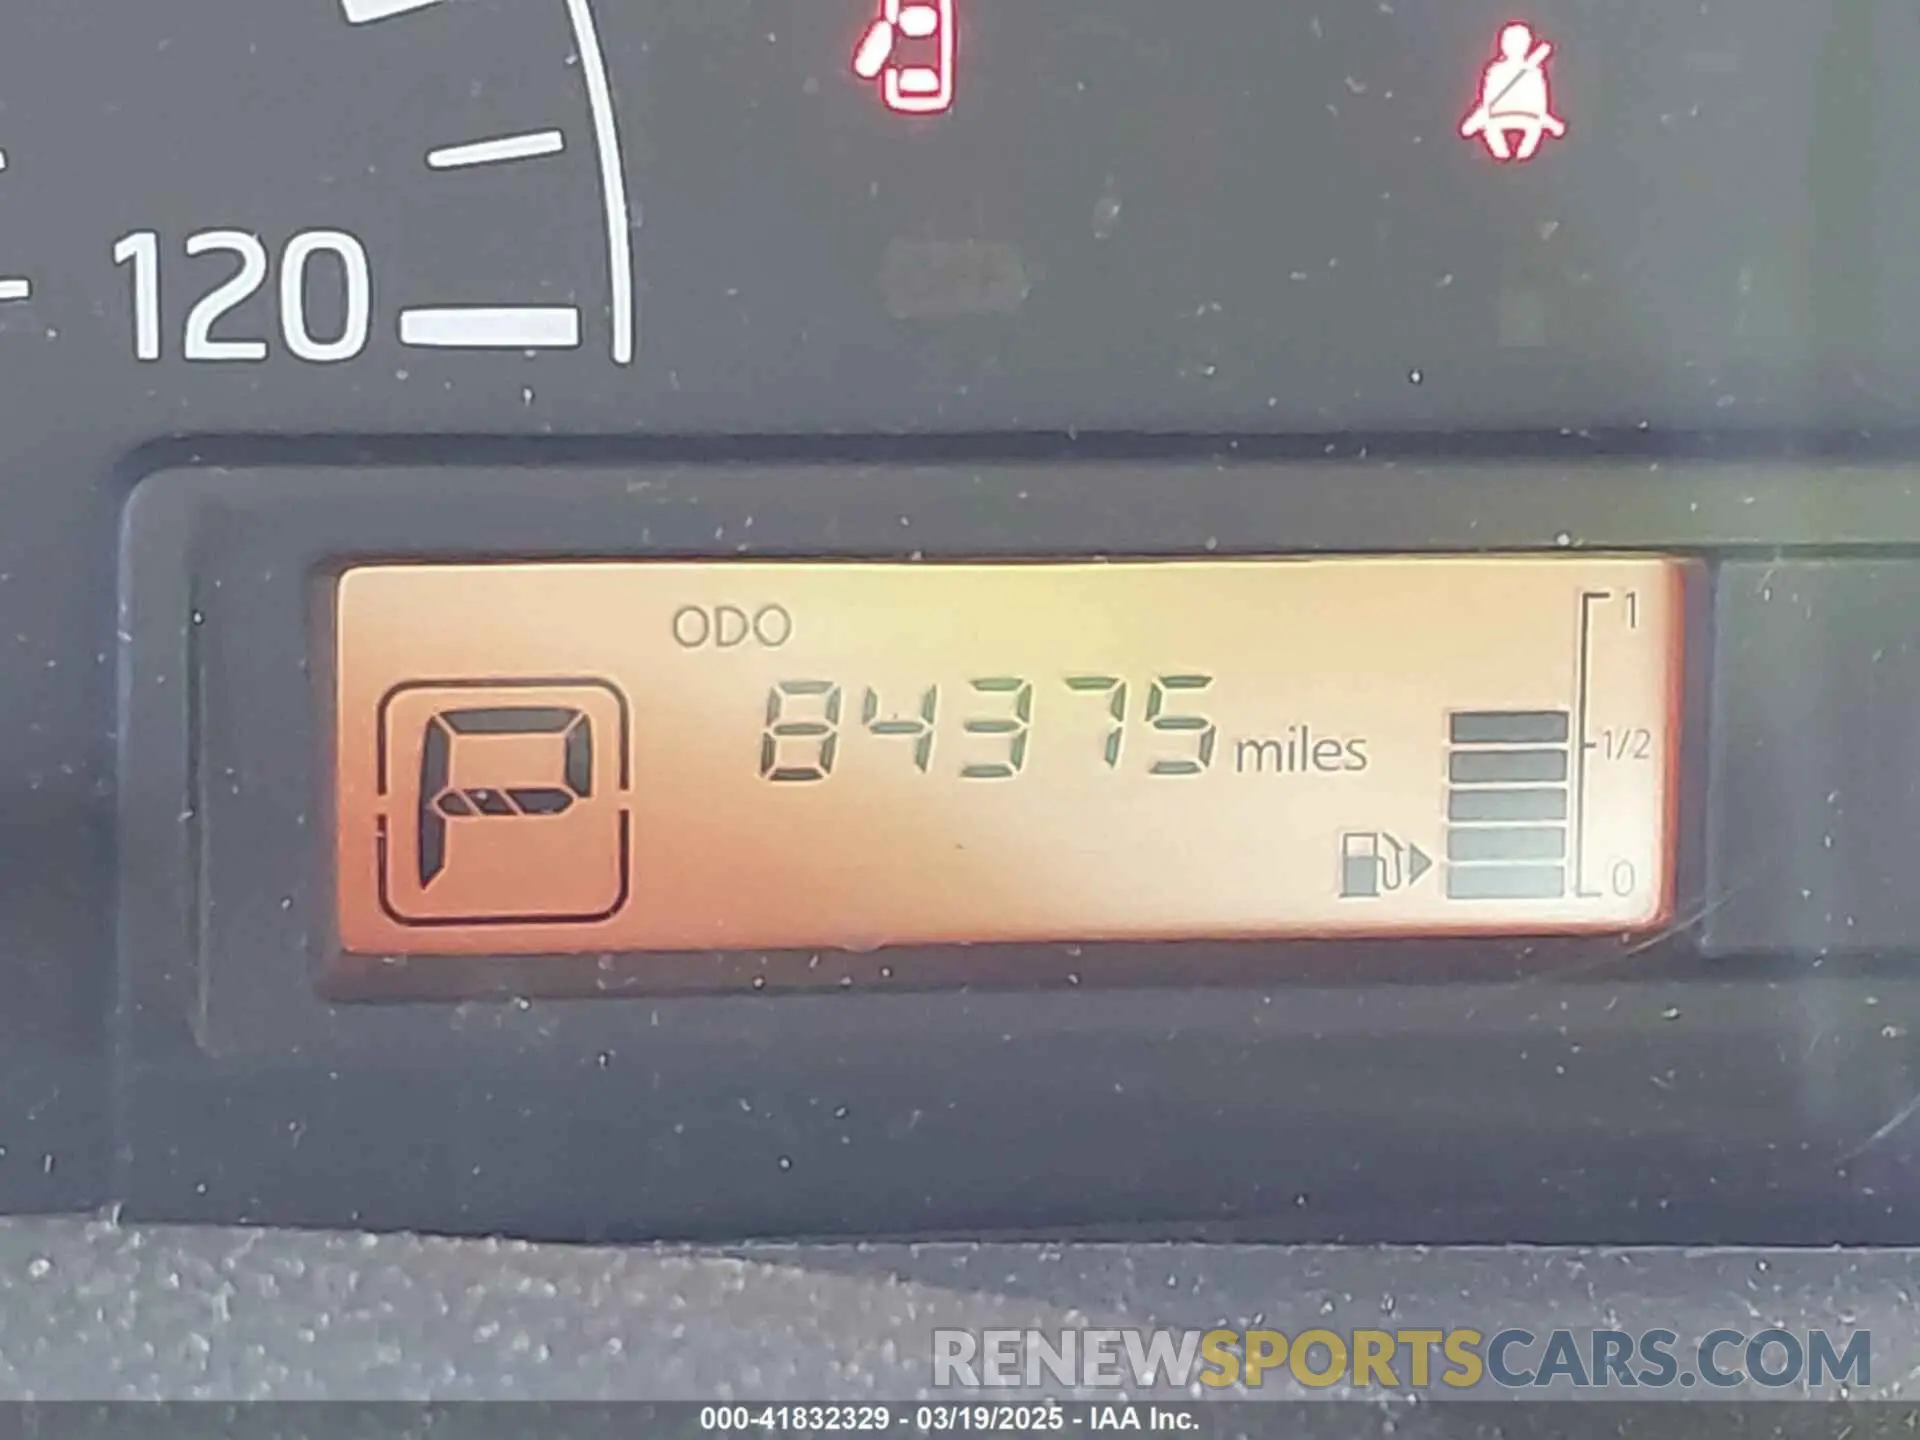 120
ODO
84375 miles
P
1
1/2
0
RENEWSPORTSCARS.COM
000-41832329 - 03/19/2025 - IAA Inc.